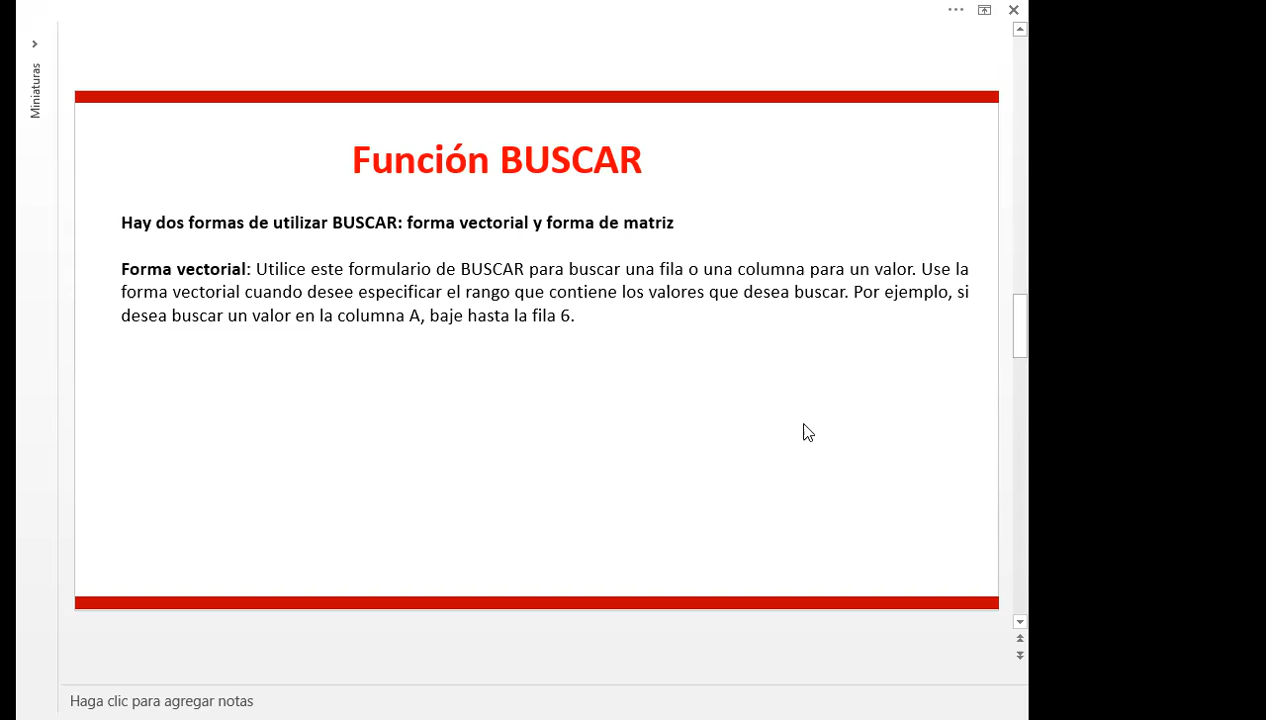 Miniaturas
Función BUSCAR
Hay dos formas de utilizar BUSCAR: forma vectorial y forma de matriz
Forma vectorial: Utilice este formulario de BUSCAR para buscar una fila o una columna para un valor. Use la
forma vectorial cuando desee especificar el rango que contiene los valores que desea buscar. Por ejemplo, si
desea buscar un valor en la columna A, baje hasta la fila 6.
Haga clic para agregar notas